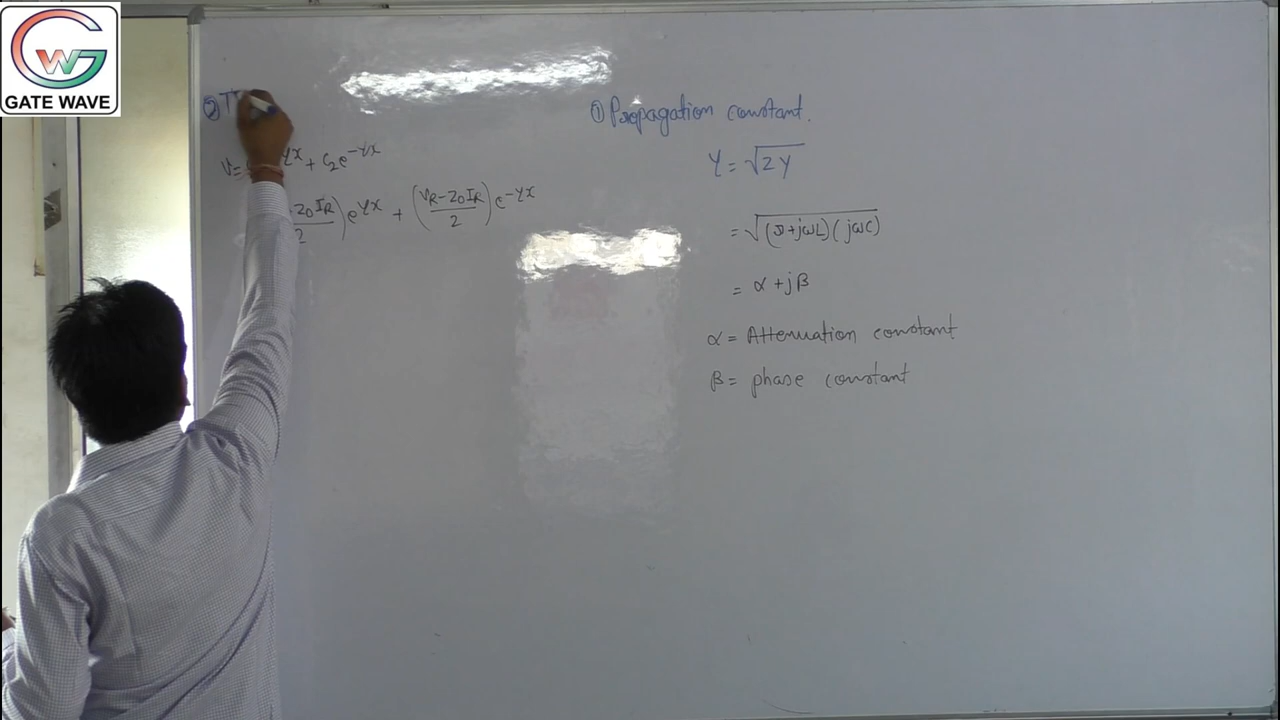 GATE WAVE
② T
V = e^γx + C₂e^-γx
-Z₀I_R / 2) e^γx + (V_R - Z₀I_R / 2) e^-γx
① Propagation constant.
γ = √ZY
= √(r+jωL)(jωC)
= α + jβ
α = Attenuation constant
β = phase constant